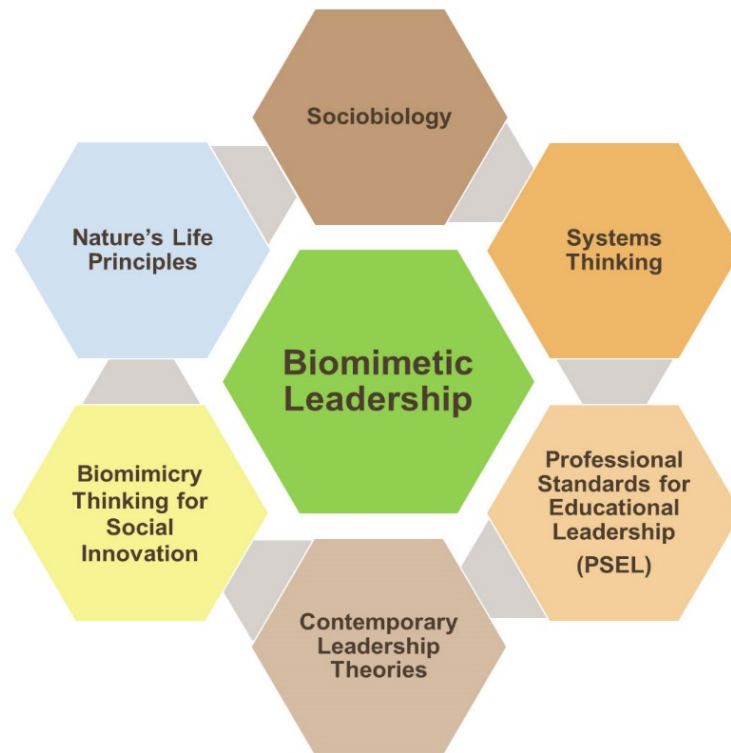 Sociobiology
Nature’s Life
Principles
Systems
Thinking
Biomimetic
Leadership
Biomimicry
Thinking for
Social
Innovation
Professional
Standards for
Educational
Leadership
(PSEL)
Contemporary
Leadership
Theories